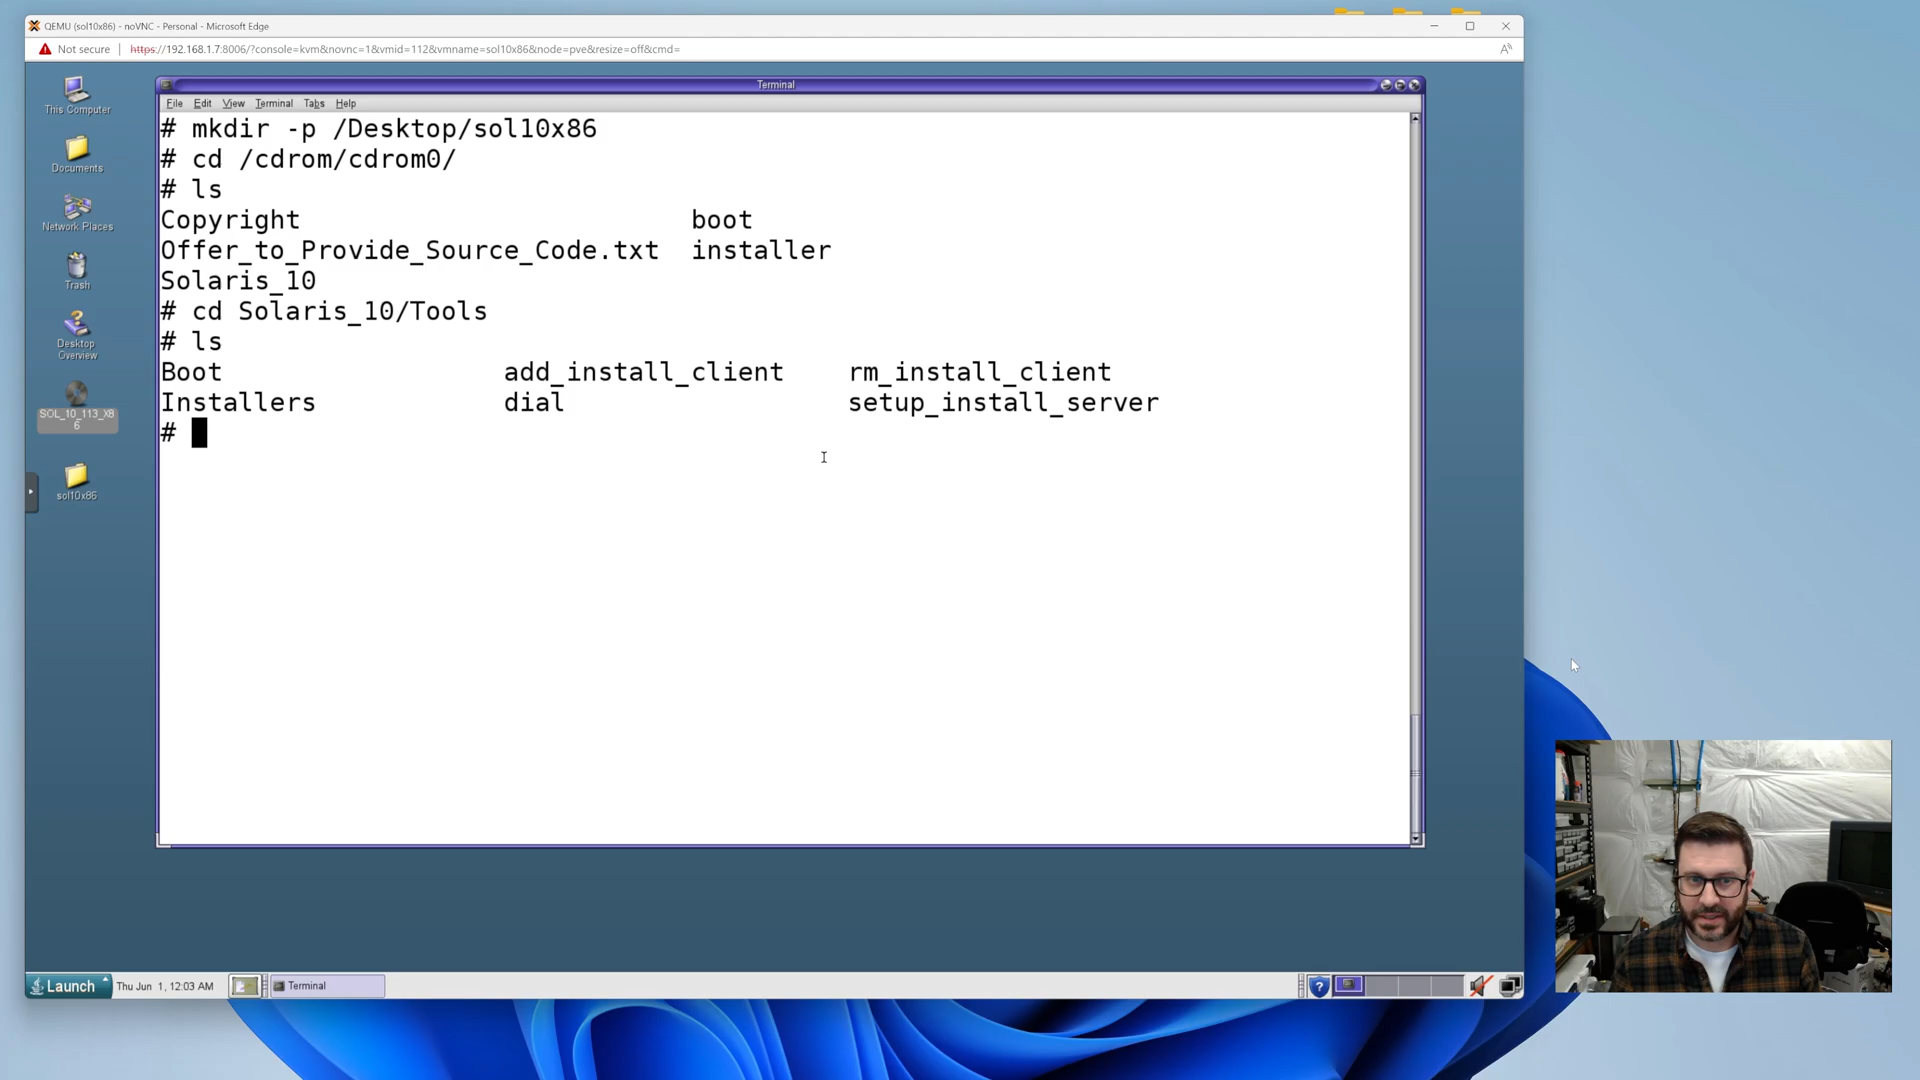 QEMU (sol10x86) - noVNC - Personal - Microsoft Edge
Not secure
https://192.168.1.7:8006/?console=kvm&novnc=1&vmid=112&vmname=sol10x86&node=pve&resize=off&cmd=
This Computer
Documents
Network Places
Trash
Desktop
Overview
SOL_10_113_X8
6
sol10x86
Terminal
File Edit View Terminal Tabs Help
# mkdir -p /Desktop/sol10x86
# cd /cdrom/cdrom0/
# ls
Copyright boot
Offer_to_Provide_Source_Code.txt installer
Solaris_10
# cd Solaris_10/Tools
# ls
Boot add_install_client rm_install_client
Installers dial setup_install_server
#
Launch
Thu Jun 1, 12:03 AM
Terminal